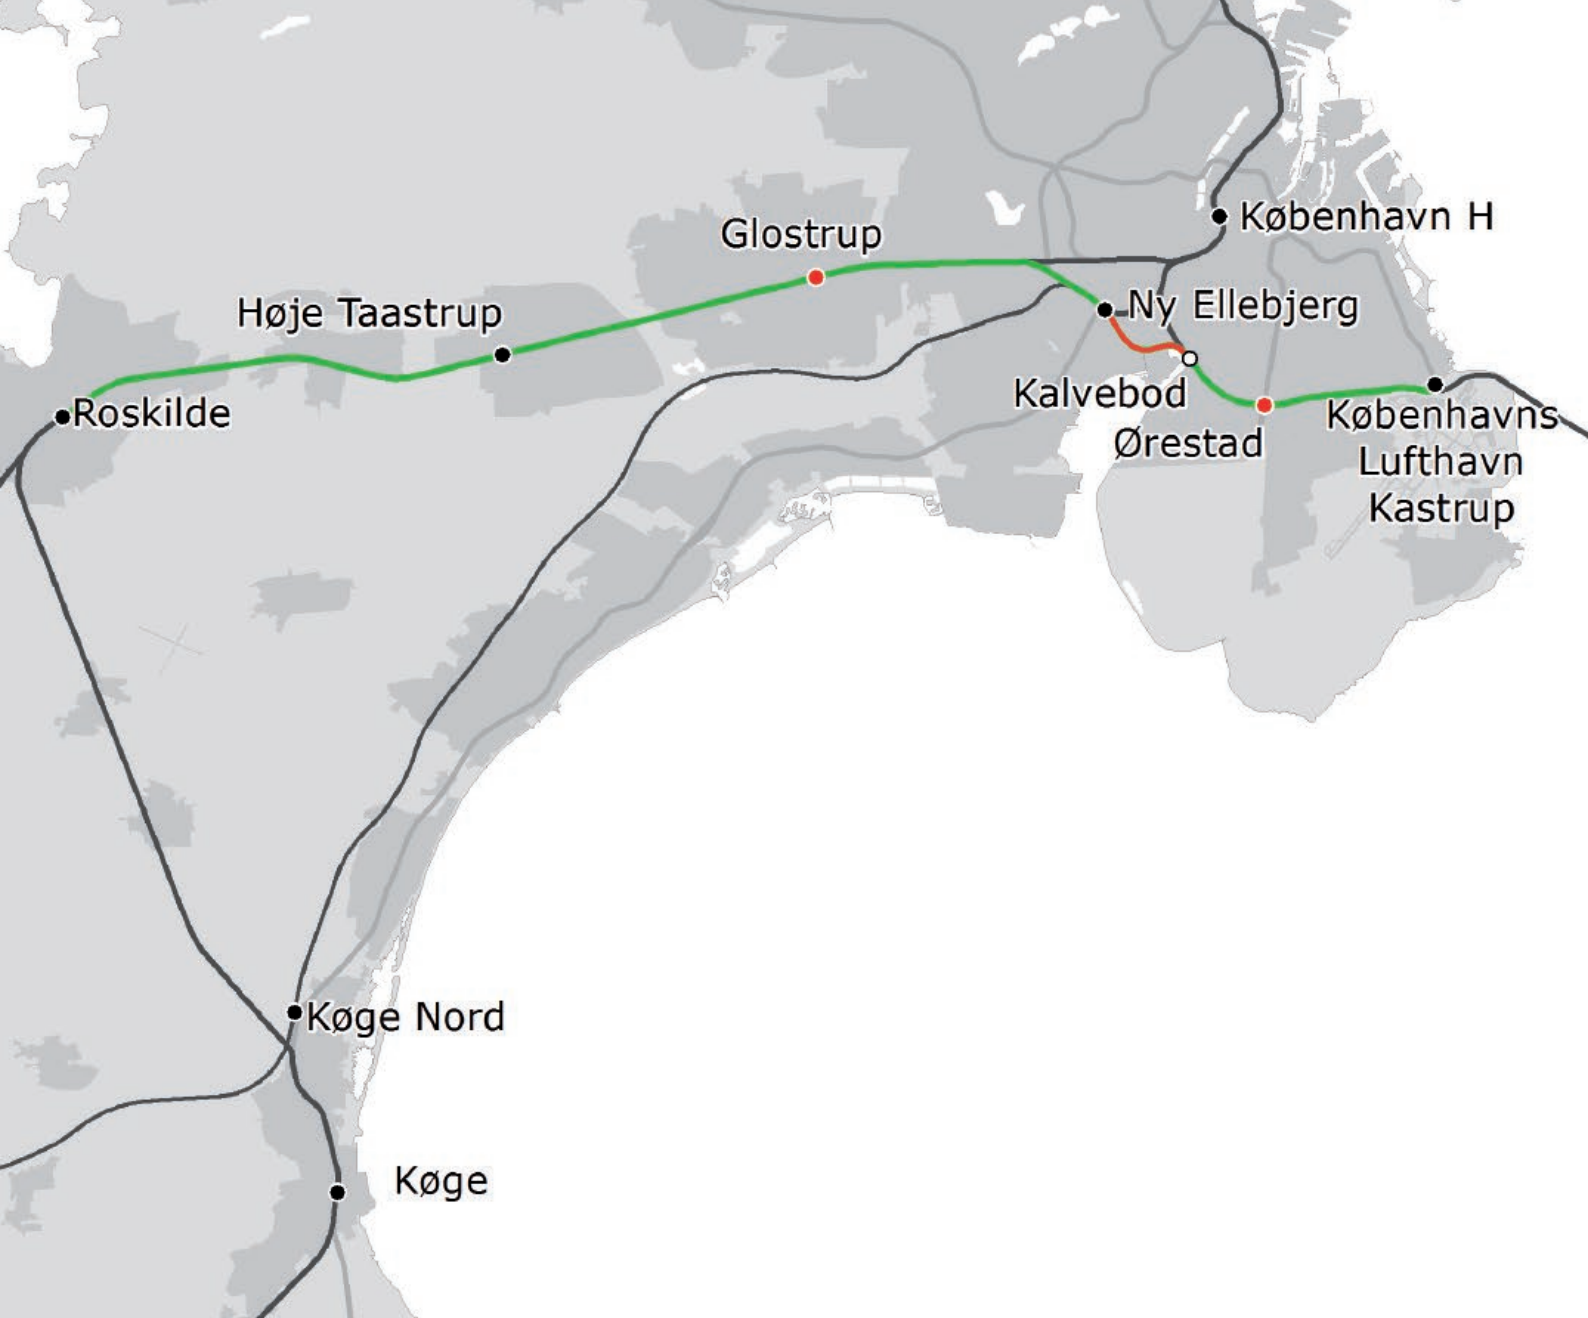 København H
Glostrup
Ny Ellebjerg
Høje Taastrup
Kalvebod
Roskilde
Københavns
Lufthavn
Kastrup
Ørestad
Køge Nord
Køge